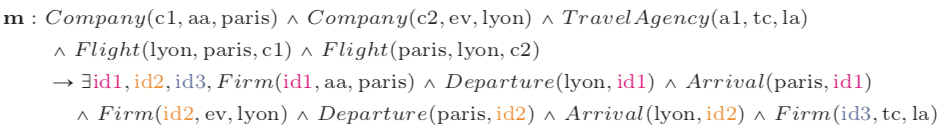 m : Company(c1, aa, paris) ∧ Company(c2, ev, lyon) ∧ TravelAgency(a1, tc, la)
∧ Flight(lyon, paris, c1) ∧ Flight(paris, lyon, c2)
→ ∃id1, id2, id3, Firm(id1, aa, paris) ∧ Departure(lyon, id1) ∧ Arrival(paris, id1)
∧ Firm(id2, ev, lyon) ∧ Departure(paris, id2) ∧ Arrival(lyon, id2) ∧ Firm(id3, tc, la)